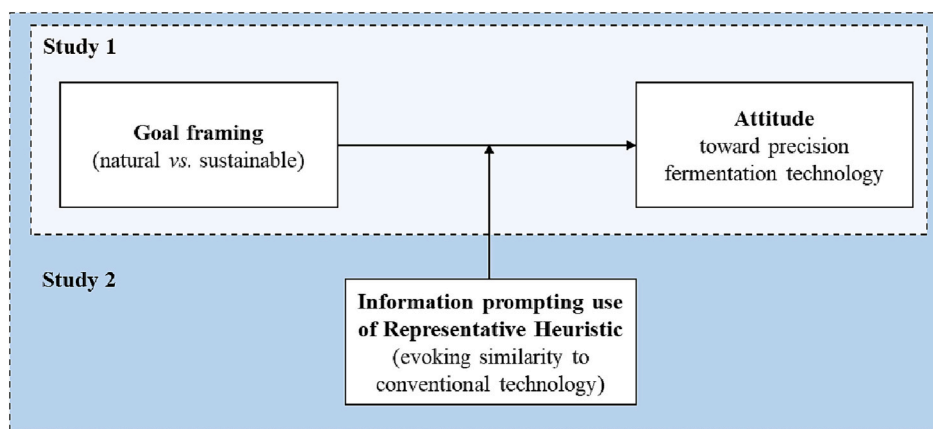 Study 1
Goal framing
(natural vs. sustainable)
Attitude
toward precision
fermentation technology
Study 2
Information prompting use
of Representative Heuristic
(evoking similarity to
conventional technology)